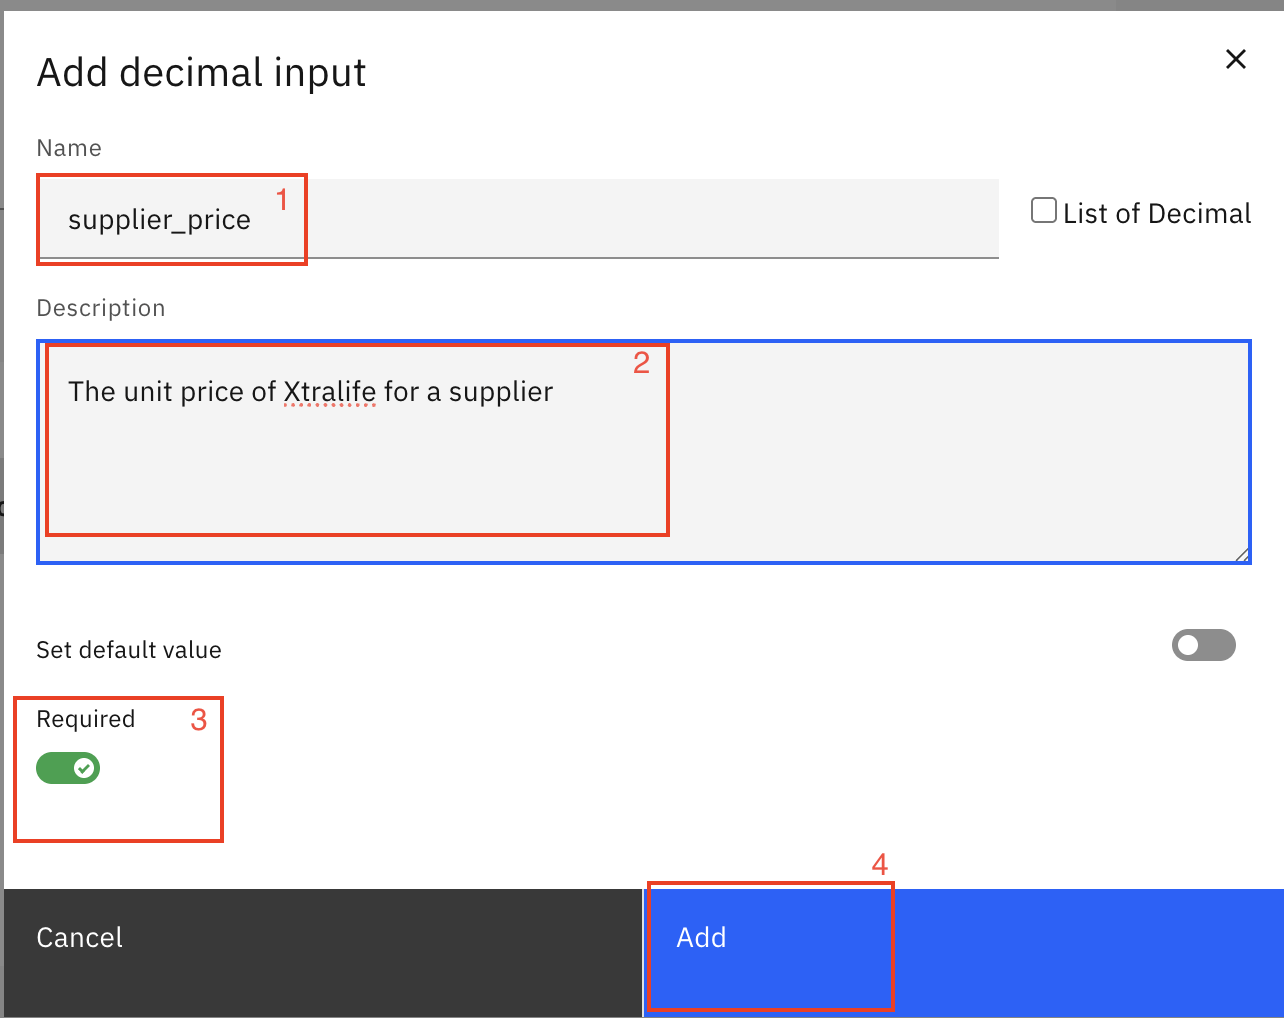 Add decimal input
Name
supplier_price
1
List of Decimal
Description
The unit price of Xtralife for a supplier
2
Set default value
Required
3
4
Cancel
Add